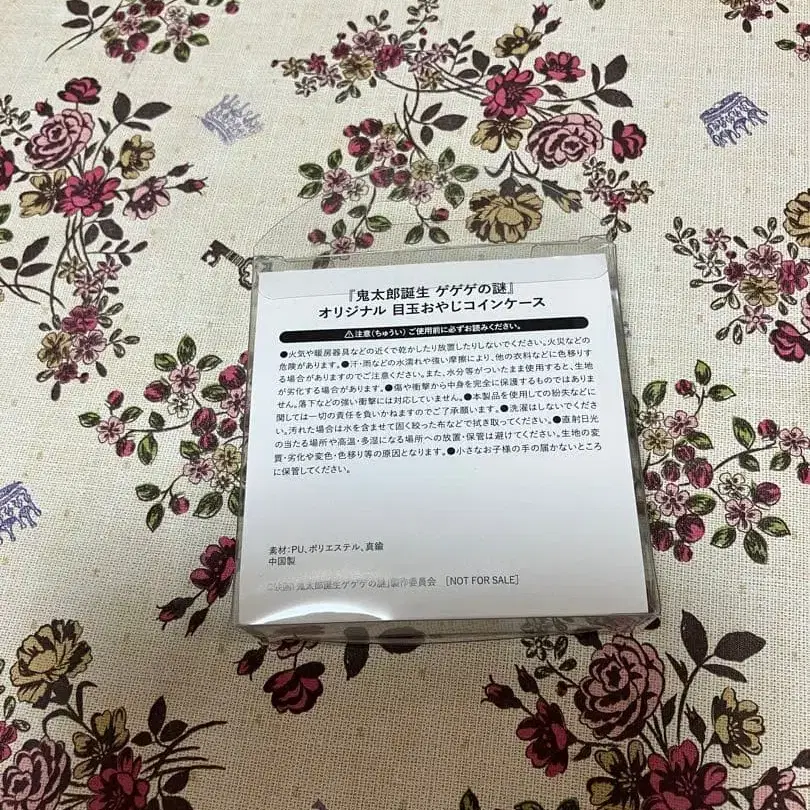 『鬼太郎誕生 ゲゲゲの謎』
オリジナル 目玉おやじコインケース
⚠注意(ちゅうい) ご使用前に必ずお読みください。
●火気や暖房器具などの近くで乾かしたり放置したりしないでください。火災などの
危険があります。●汗・雨などの水濡れや強い摩擦により、他の衣料などに色移りす
る場合がありますのでご注意ください。また、水分等がついたまま使用すると、生地
が劣化する場合があります。●傷や衝撃から中身を完全に保護するものではありま
せん。落下などの強い衝撃には対応していません。●本製品を使用しての紛失などに
関しては一切の責任を負いかねますのでご了承願います。●洗濯はしないでくださ
い。汚れた場合は水を含ませて固く絞った布などで拭き取ってください。●直射日光
の当たる場所や高温・多湿になる場所への放置・保管は避けてください。生地の変
質・劣化や変色・色移り等の原因となります。●小さなお子様の手の届かないところ
に保管してください。
素材:PU、ポリエステル、真鍮
中国製
「鬼太郎誕生ゲゲゲの謎」製作委員会 [NOT FOR SALE]